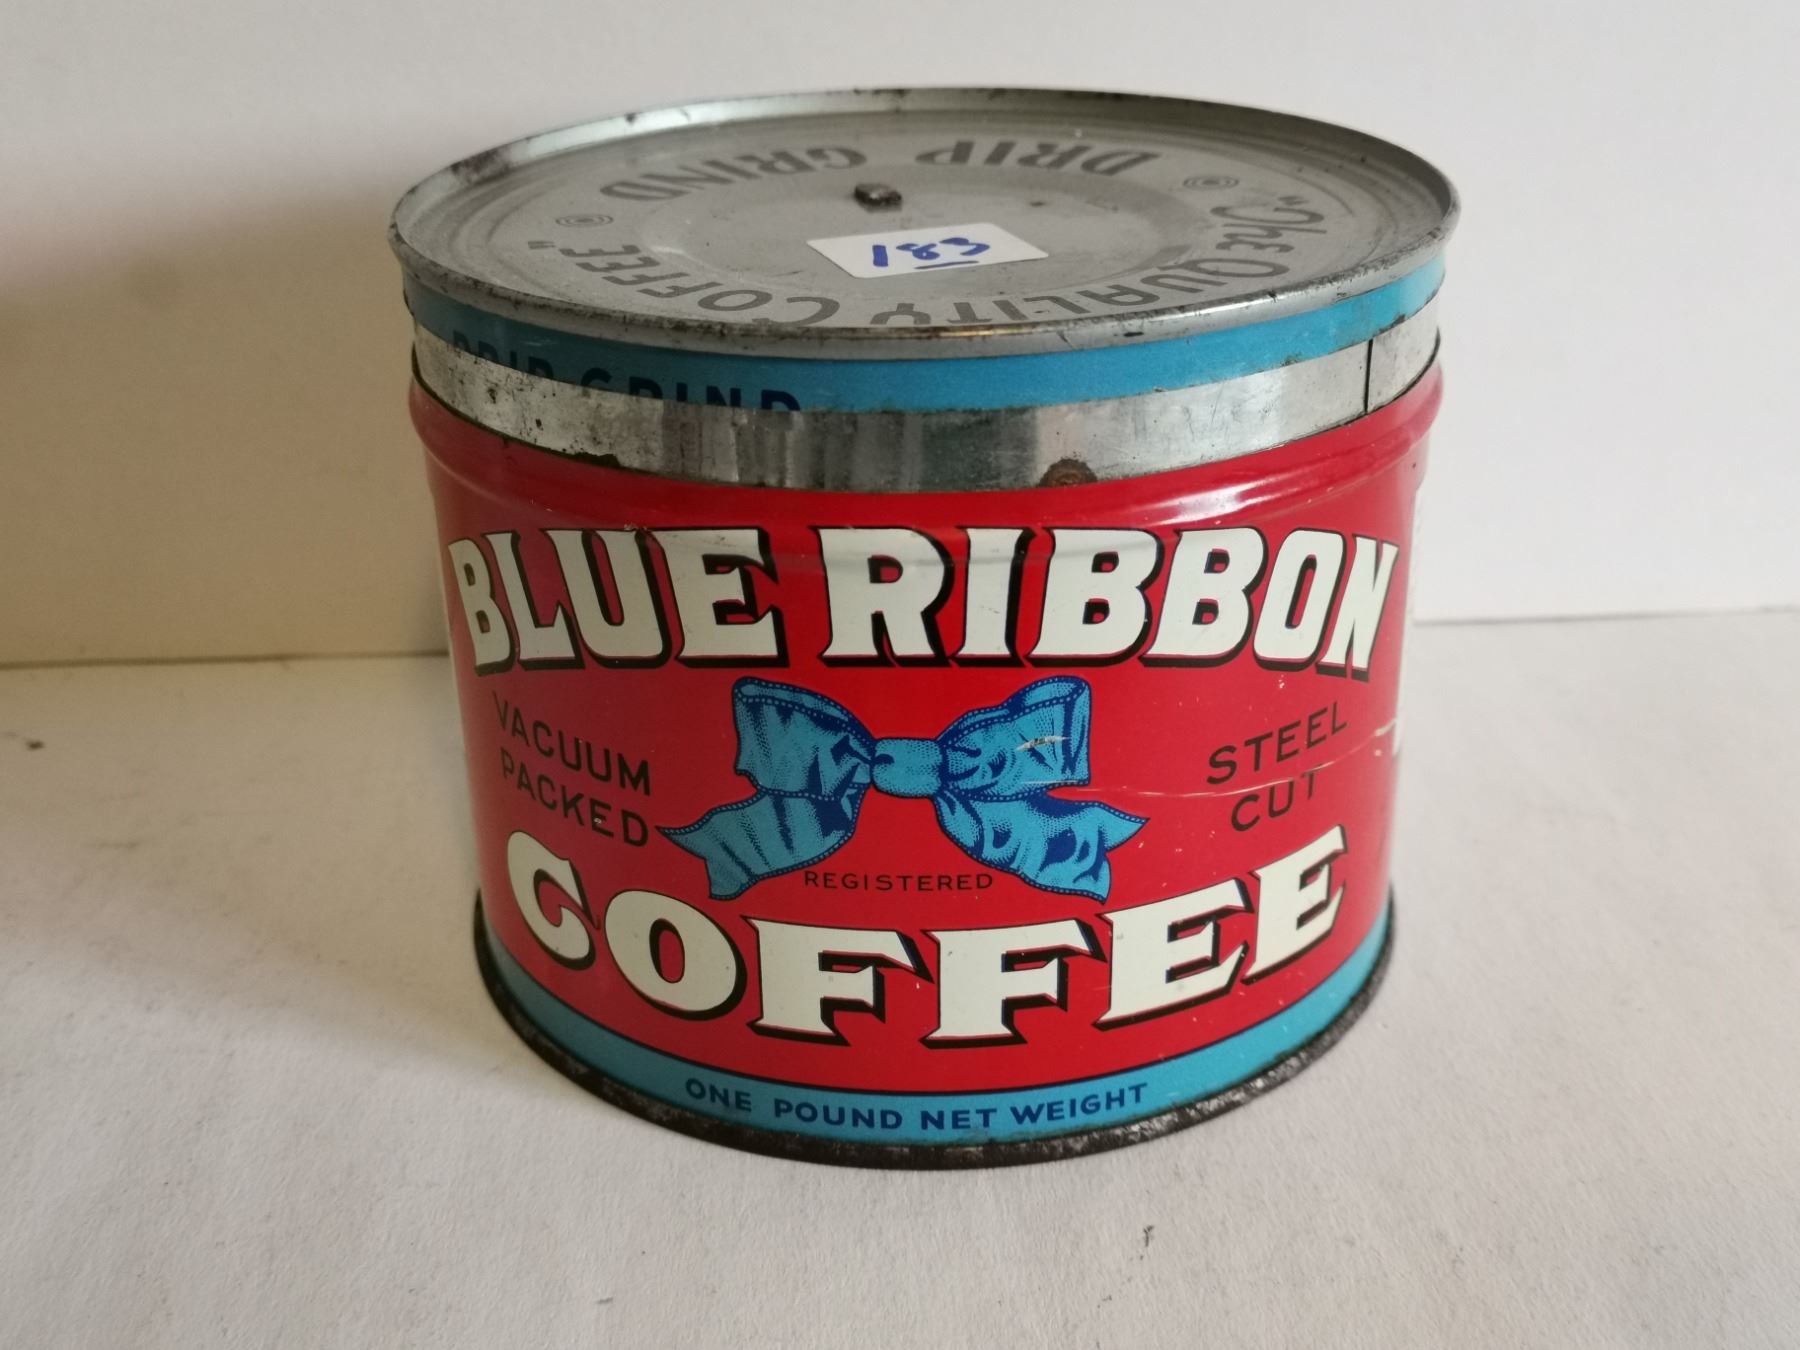 "The QUALITY COFFEE"
DRIP GRIND
183
DRIP GRIND
BLUE RIBBON
VACUUM
PACKED
STEEL
CUT
REGISTERED
COFFEE
ONE POUND NET WEIGHT